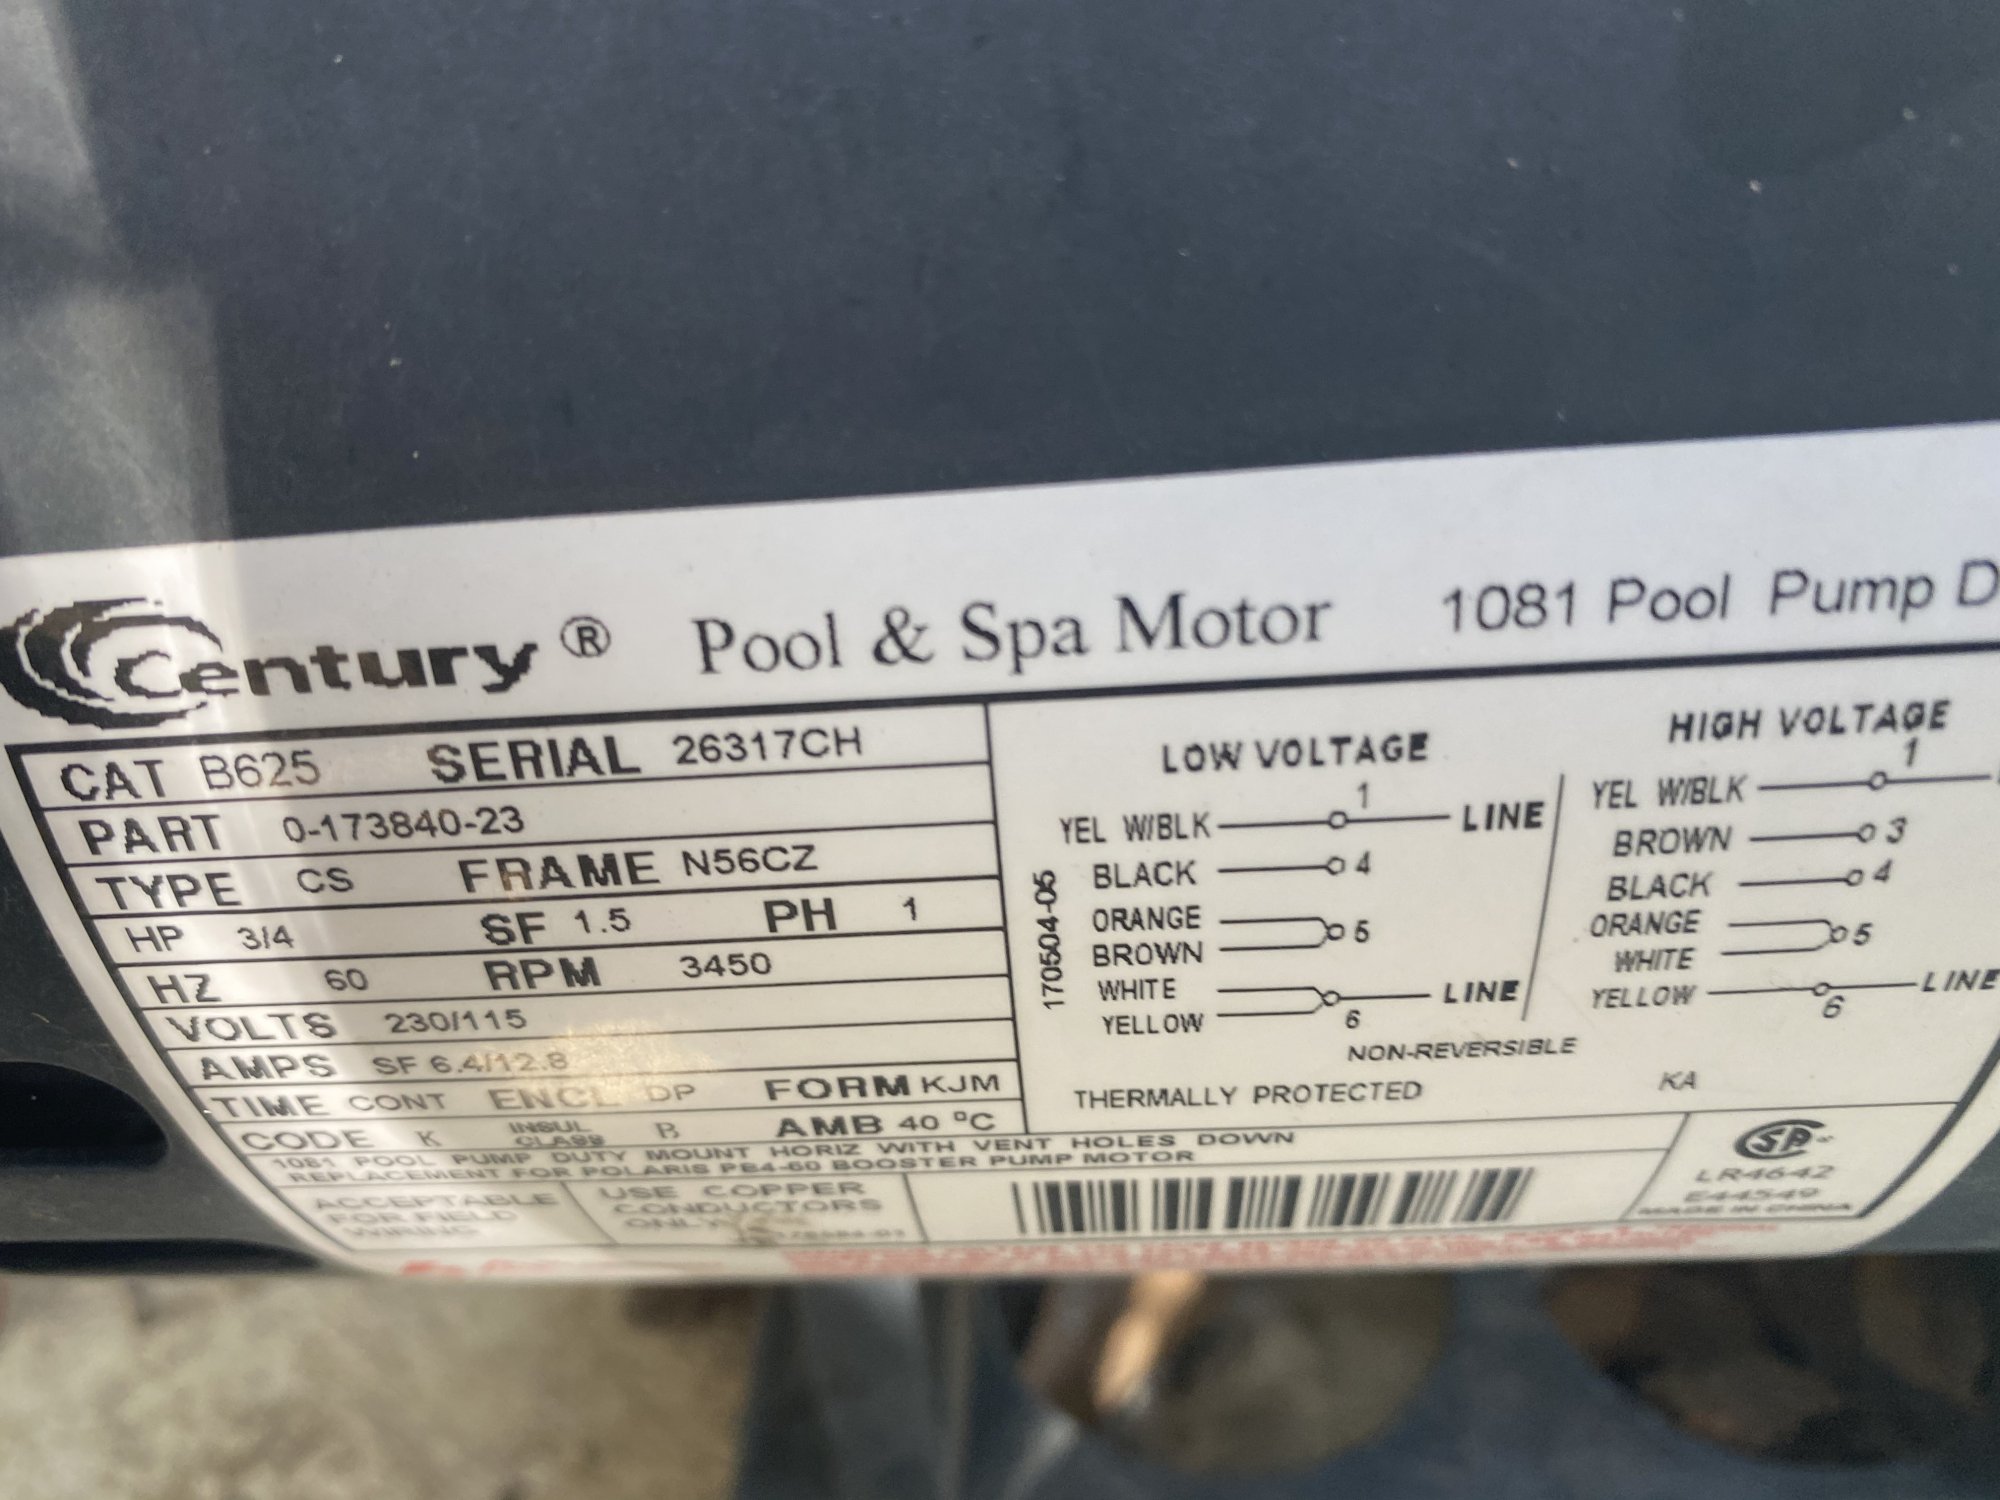 Century ® Pool & Spa Motor 1081 Pool Pump D
CAT B625 SERIAL 26317CH
PART 0-173840-23
TYPE CS FRAME N56CZ
HP 3/4 SF 1.5 PH 1
HZ 60 RPM 3450
VOLTS 230/115
AMPS SF 6.4/12.8
TIME CONT ENCL DP FORM KJM
CODE K INSUL CLASS B AMB 40 ºC
1081 POOL PUMP DUTY MOUNT HORIZ WITH VENT HOLES DOWN
REPLACEMENT FOR POLARIS PB4-60 BOOSTER PUMP MOTOR
ACCEPTABLE
FOR FIELD
WIRING
USE COPPER
CONDUCTORS
ONLY
170504-05
LOW VOLTAGE
YEL W/BLK 1 LINE
BLACK 4
ORANGE
BROWN 5
WHITE
YELLOW 6 LINE
HIGH VOLTAGE
YEL W/BLK 1
BROWN 3
BLACK 4
ORANGE
WHITE 5
YELLOW 6 LINE
NON-REVERSIBLE
THERMALLY PROTECTED KA
SA
LR4642
E44549
MADE IN CHINA